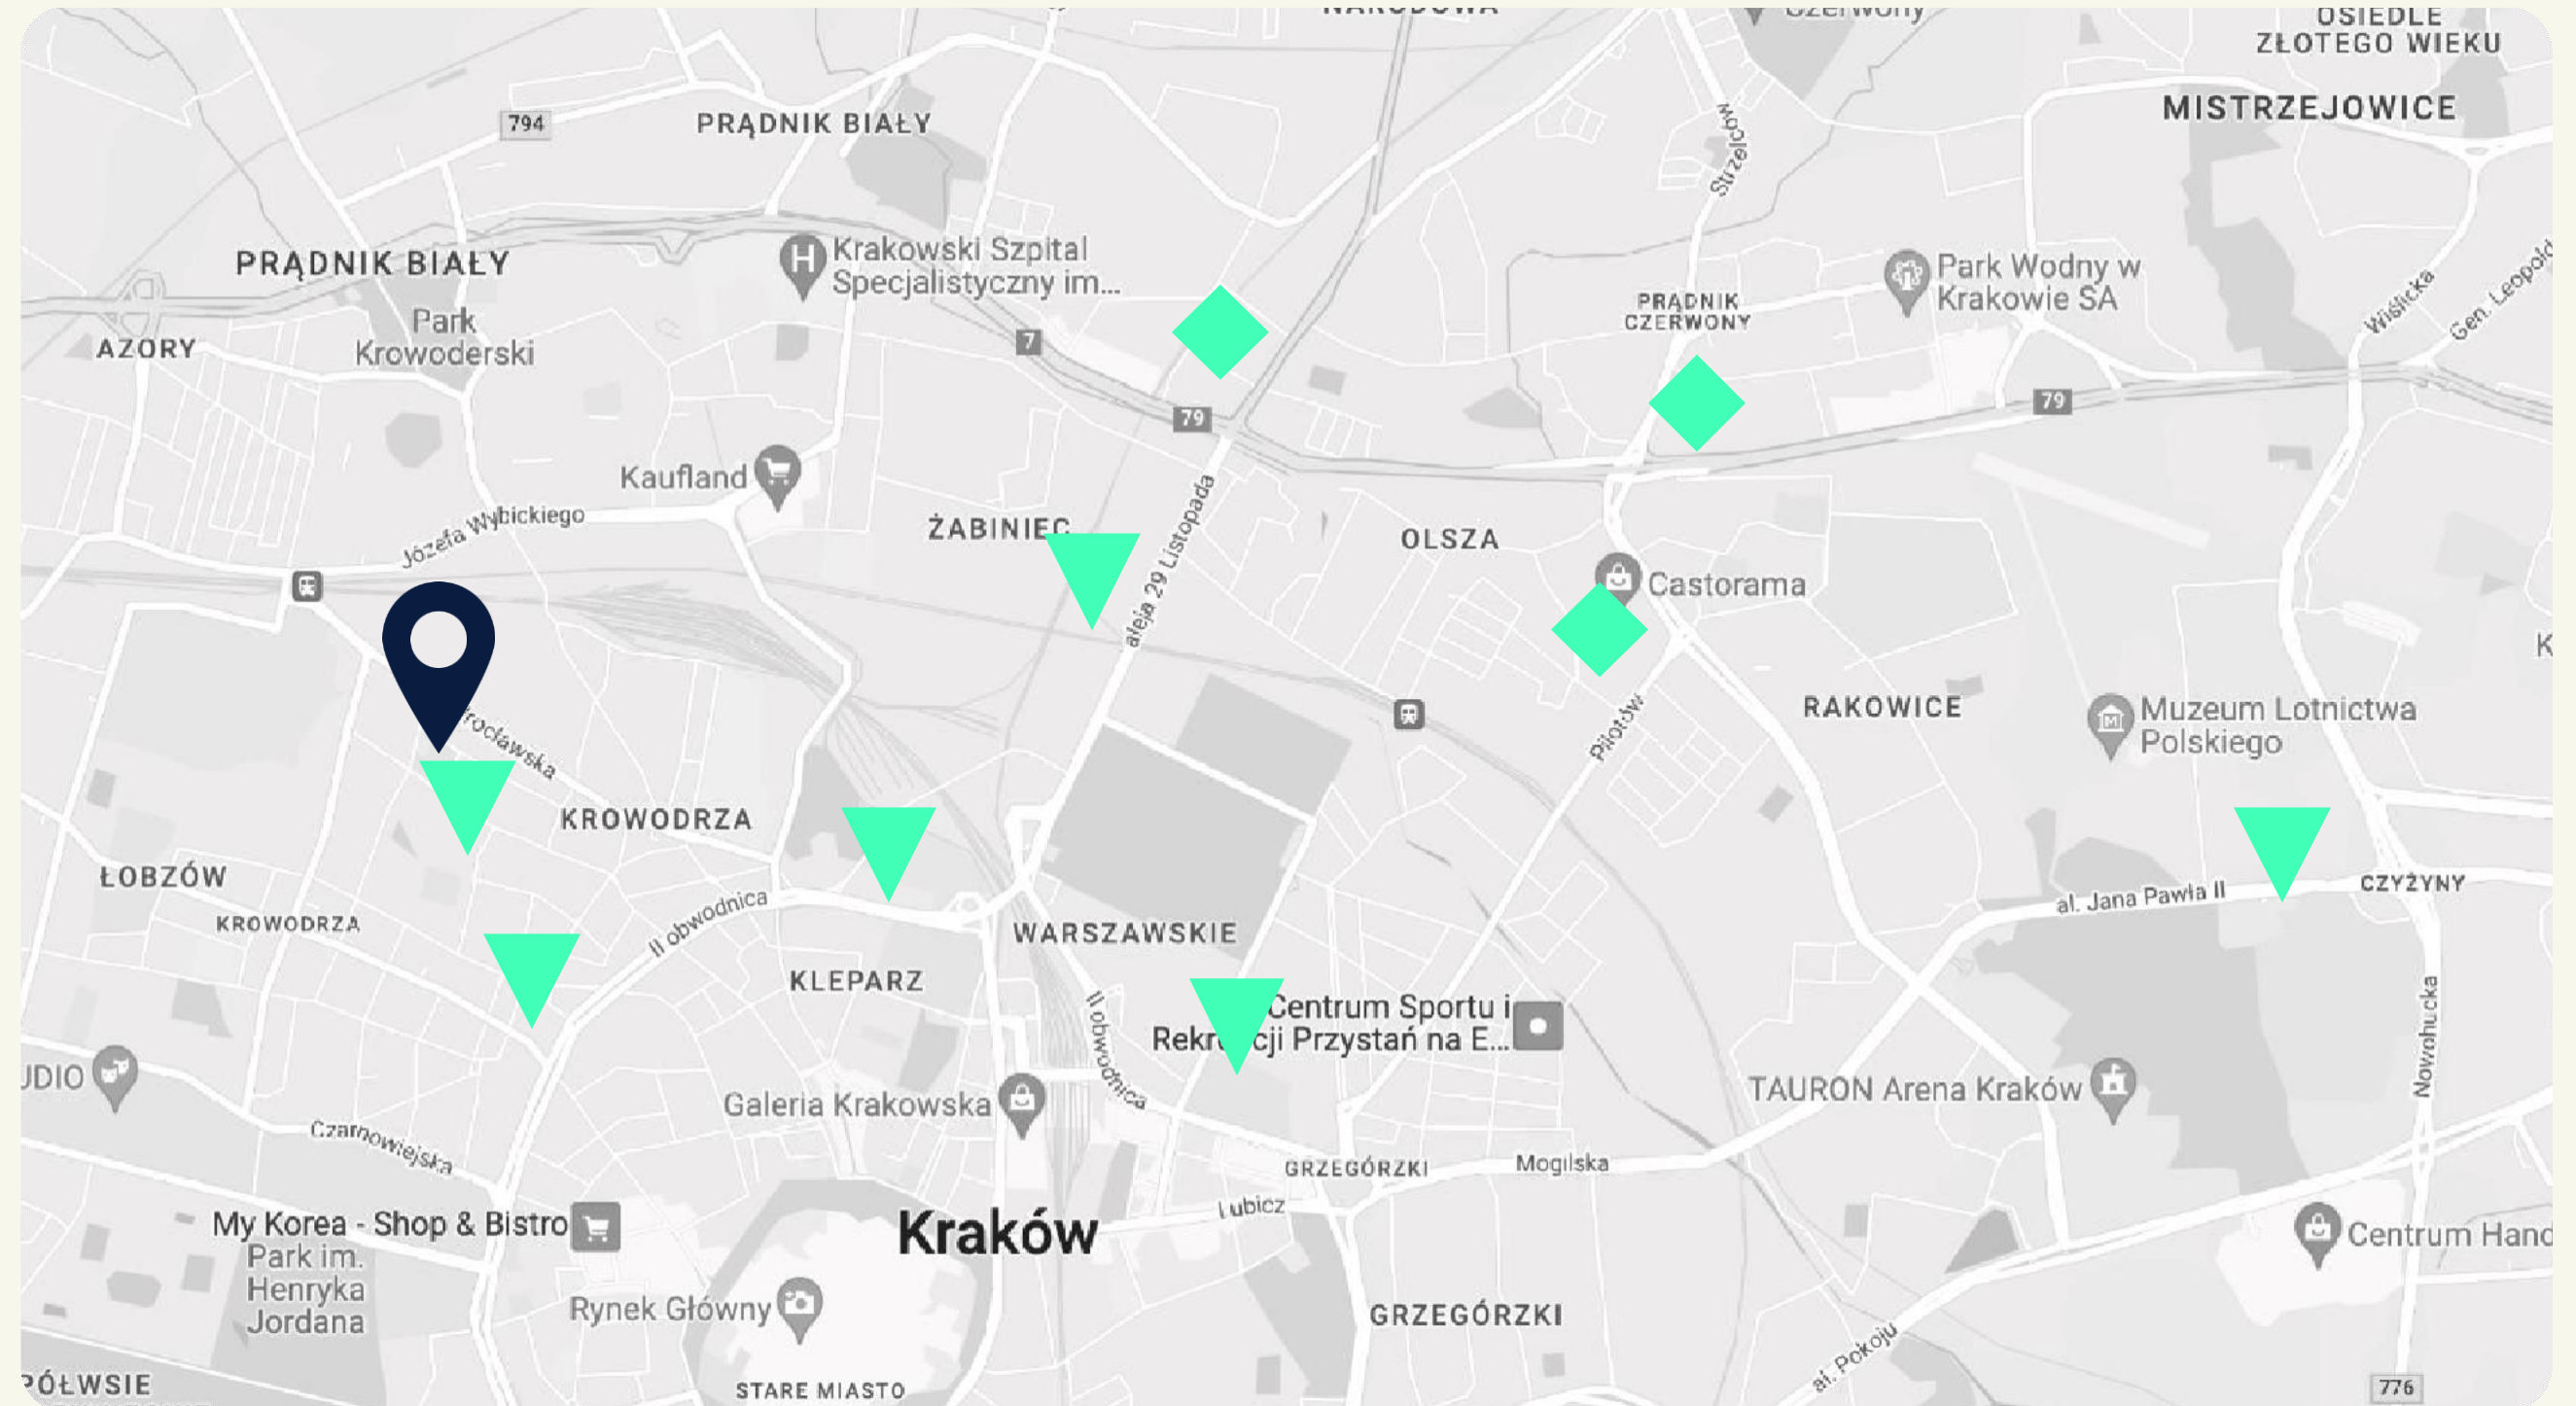 Czerwony
OSIEDLE
ZŁOTEGO WIEKU
MISTRZEJOWICE
794
PRĄDNIK BIAŁY
Strzelców
PRĄDNIK BIAŁY
Krakowski Szpital
Specjalistyczny im...
Park Wodny w
Krakowie SA
PRĄDNIK
CZERWONY
Wiślicka
Gen. Leopold
Park
Krowoderski
AZORY
7
79
79
Kaufland
Józefa Wybickiego
ŻABINIEC
aleja 29 Listopada
OLSZA
Castorama
K
RAKOWICE
Pilotów
Muzeum Lotnictwa
Polskiego
rocławska
KROWODRZA
ŁOBZÓW
KROWODRZA
II obwodnica
al. Jana Pawła II
CZYŻYNY
WARSZAWSKIE
KLEPARZ
II obwodnica
Centrum Sportu i
Rekr cji Przystań na E...
Nowohucka
UDIO
TAURON Arena Kraków
Galeria Krakowska
Czarnowiejska
GRZEGÓRZKI
Mogilska
Lubicz
My Korea - Shop & Bistro
Park im.
Henryka
Jordana
Kraków
Centrum Hand
Rynek Główny
GRZEGÓRZKI
al. Pokoju
PÓŁWSIE
STARE MIASTO
776